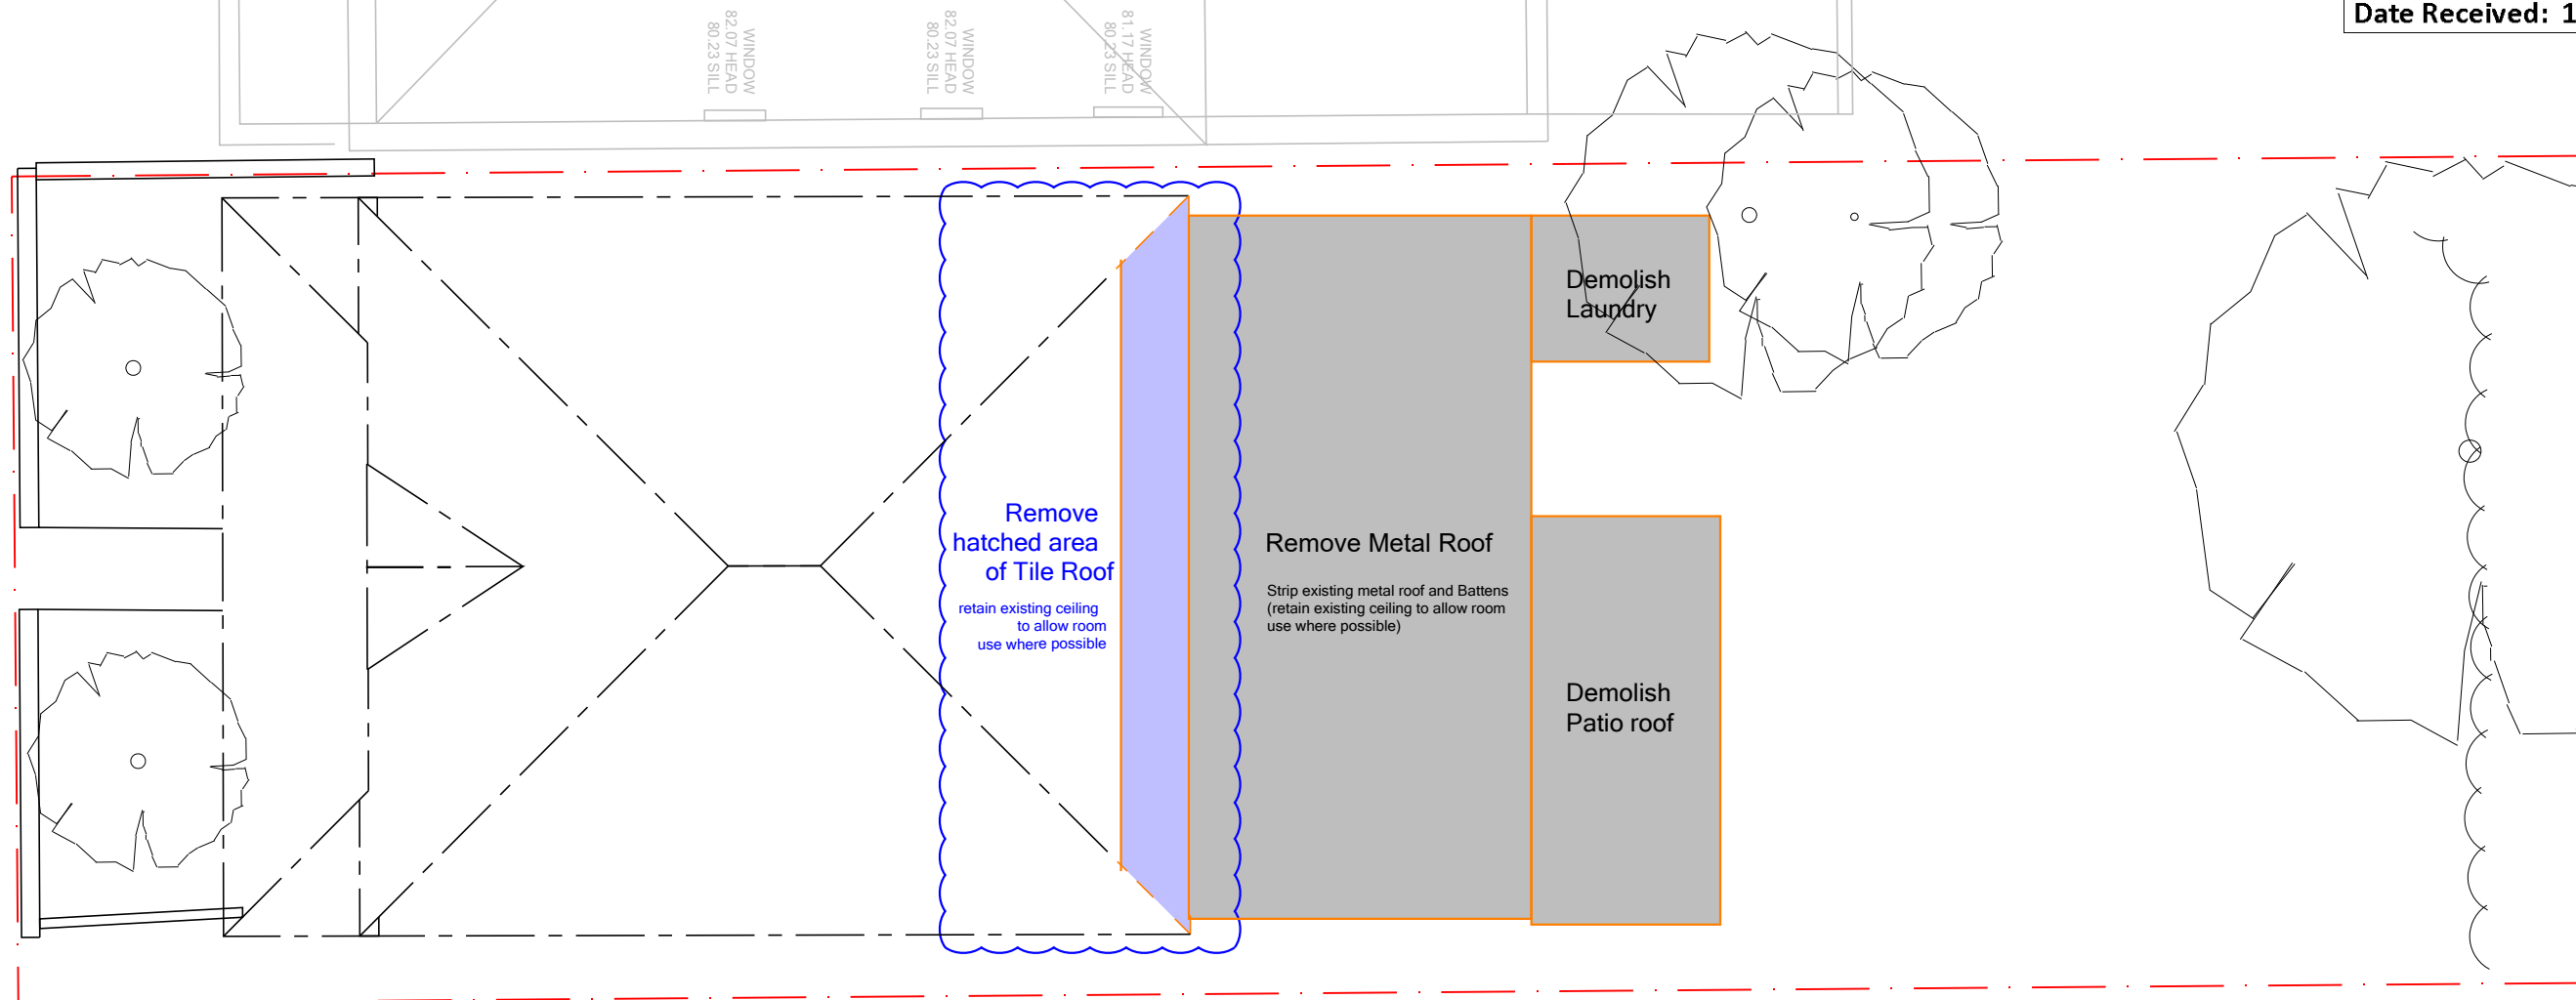 Date Received: 1
WINDOW
82.07 HEAD
80.23 SILL
WINDOW
82.07 HEAD
80.23 SILL
WINDOW
81.17 HEAD
80.23 SILL
Demolish
Laundry
Remove
hatched area
of Tile Roof
retain existing ceiling
to allow room
use where possible
Remove Metal Roof
Strip existing metal roof and Battens
(retain existing ceiling to allow room
use where possible)
Demolish
Patio roof